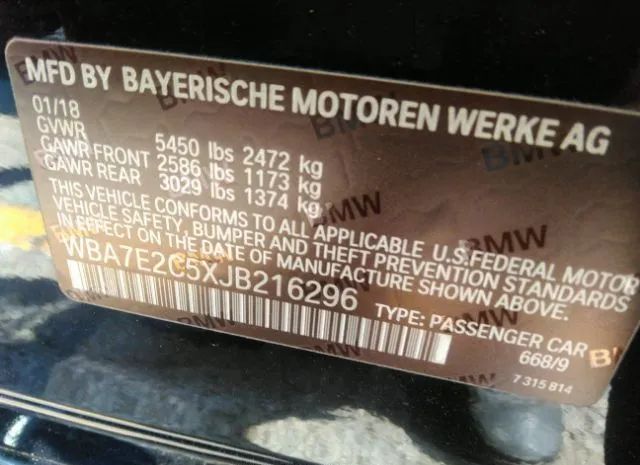 MFD BY BAYERISCHE MOTOREN WERKE AG
01/18
GVWR 5450 lbs 2472 kg
GAWR FRONT 2586 lbs 1173 kg
GAWR REAR 3029 lbs 1374 kg
THIS VEHICLE CONFORMS TO ALL APPLICABLE U.S.FEDERAL MOTOR
VEHICLE SAFETY, BUMPER AND THEFT PREVENTION STANDARDS
IN EFFECT ON THE DATE OF MANUFACTURE SHOWN ABOVE.
WBA7E2C5XJB216296
TYPE: PASSENGER CAR
668/9
7 315 814